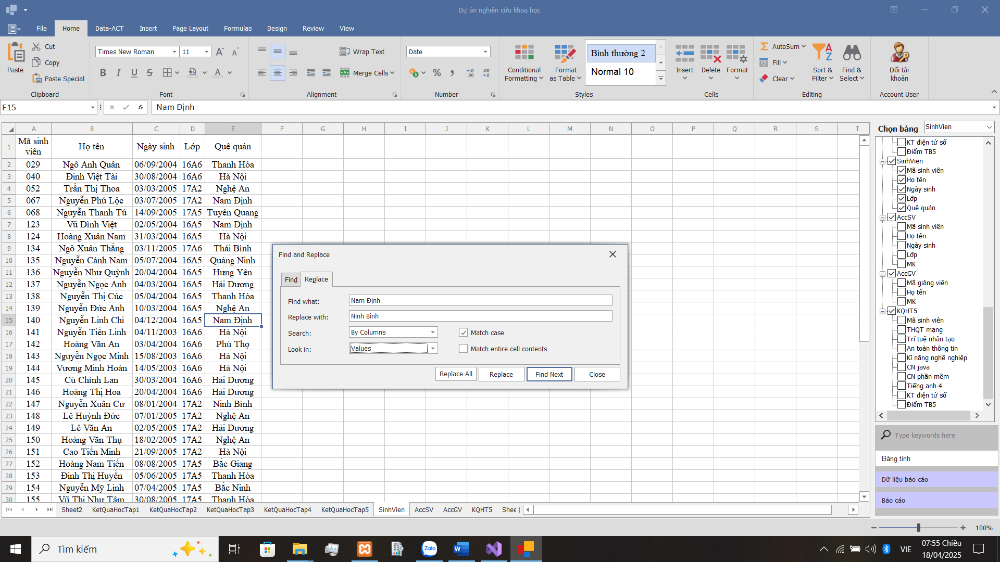 Dự án nghiên cứu khoa học
File Home Data-ACT Insert Page Layout Formulas Design Review View
Paste
Cut
Copy
Paste Special
Clipboard
Times New Roman 11
B I U S
Font
Wrap Text
Merge Cells
Alignment
Date
Number
Conditional Formatting
Format as Table
Bình thường 2
Normal 10
Styles
Insert Delete Format
Cells
AutoSum
Fill
Clear
Sort & Filter
Find & Select
Editing
Đổi tài khoản
Account User
E15 Nam Định
A B C D E F G H I J K L M N O P Q R S T
1 Mã sinh viên Họ tên Ngày sinh Lớp Quê quán
2 029 Ngô Anh Quân 06/09/2004 16A6 Thanh Hóa
3 040 Đinh Việt Tài 30/08/2004 16A6 Hà Nội
4 052 Trần Thị Thoa 03/03/2005 17A2 Nghệ An
5 067 Nguyễn Phú Lộc 03/07/2005 17A2 Nam Định
6 068 Nguyễn Thanh Tú 14/09/2005 17A5 Tuyên Quang
7 123 Vũ Đình Việt 02/05/2004 16A5 Nam Định
8 124 Hoàng Xuân Nam 31/03/2004 16A5 Hà Nội
9 134 Ngô Xuân Thắng 03/11/2005 17A6 Thái Bình
10 135 Nguyễn Cảnh Nam 05/07/2004 16A5 Quảng Ninh
11 136 Nguyễn Như Quỳnh 20/04/2004 16A5 Hưng Yên
12 137 Nguyễn Ngọc Anh 04/03/2004 16A5 Hải Dương
13 138 Nguyễn Thị Cúc 05/04/2004 16A5 Thanh Hóa
14 139 Nguyễn Đức Anh 10/03/2004 16A5 Nghệ An
15 140 Nguyễn Linh Chi 04/12/2004 16A5 Nam Định
16 141 Nguyễn Tiến Linh 04/11/2003 16A6 Hà Nội
17 142 Hoàng Văn An 03/04/2004 16A6 Phú Thọ
18 143 Nguyễn Ngọc Minh 15/08/2003 16A6 Hà Nội
19 144 Vương Minh Hoàn 14/05/2003 16A6 Hà Nội
20 145 Cù Chính Lan 30/03/2004 16A6 Hải Dương
21 146 Hoàng Thị Hoa 20/04/2004 16A6 Hải Dương
22 147 Nguyễn Xuân Cư 08/01/2004 17A2 Ninh Bình
23 148 Lê Huỳnh Đức 07/01/2005 17A2 Nghệ An
24 149 Lê Văn An 02/05/2005 17A2 Hải Dương
25 150 Hoàng Văn Thụ 18/02/2005 17A2 Nghệ An
26 151 Cao Tiến Minh 21/09/2005 17A2 Hà Nội
27 152 Hoàng Nam Tiến 08/08/2005 17A5 Bắc Giang
28 153 Đinh Thị Huyền 05/06/2005 17A5 Thanh Hóa
29 154 Nguyễn Mỹ Linh 07/04/2005 17A5 Bắc Ninh
30 155 Vũ Thị Như Tâm 30/08/2005 17A5 Thanh Hóa
Find and Replace
Find Replace
Find what: Nam Định
Replace with: Ninh Bình
Search: By Columns Match case
Look in: Values Match entire cell contents
Replace All Replace Find Next Close
Chọn bảng SinhVien
KT điện tử số
Điểm TB5
SinhVien
Mã sinh viên
Họ tên
Ngày sinh
Lớp
Quê quán
AccSV
Mã sinh viên
Họ tên
Ngày sinh
Lớp
MK
AccGV
Mã giảng viên
Họ tên
MK
KQHT5
Mã sinh viên
THQT mạng
Trí tuệ nhân tạo
An toàn thông tin
Kĩ năng nghề nghiệp
CN java
CN phần mềm
Tiếng anh 4
KT điện tử số
Điểm TB5
Type keywords here
Bảng tính
Dữ liệu báo cáo
Báo cáo
Sheet2 KetQuaHocTap1 KetQuaHocTap2 KetQuaHocTap3 KetQuaHocTap4 KetQuaHocTap5 SinhVien AccSV AccGV KQHT5 Shee
100%
Tìm kiếm
Zalo
VIE
07:55 Chiều
18/04/2025